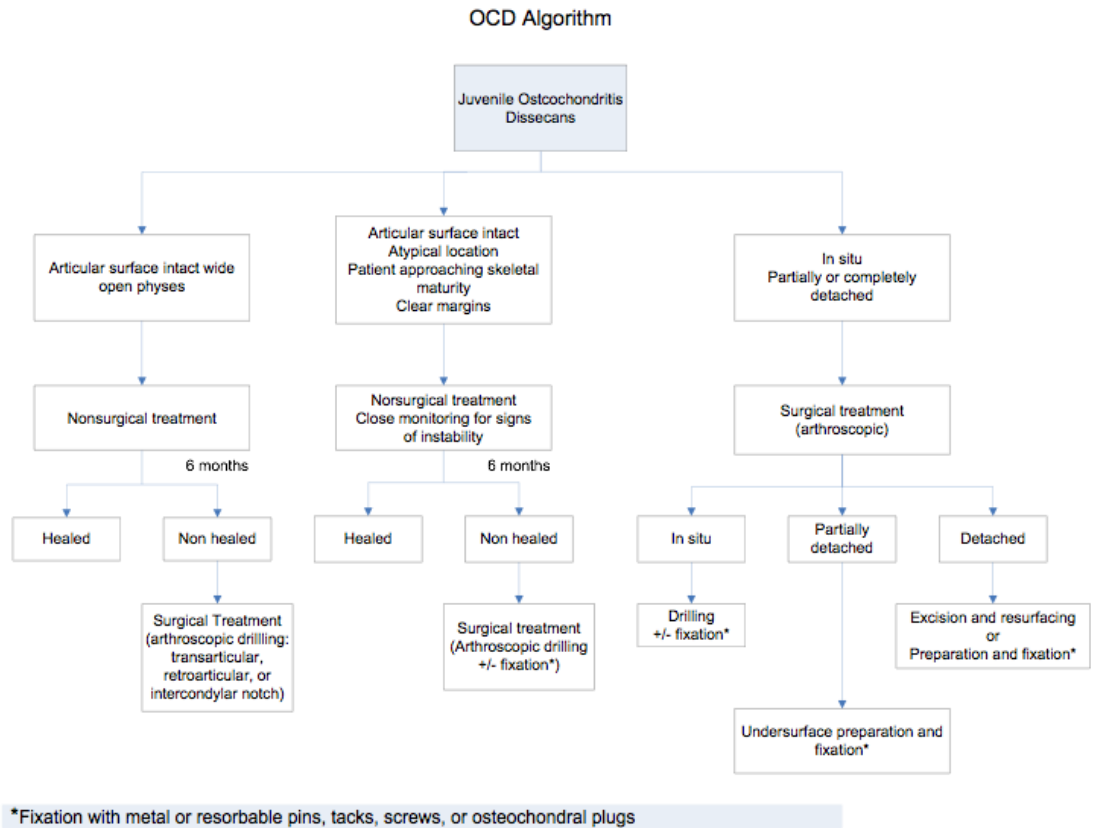 OCD Algorithm
Juvenile Ostcochondritis
Dissecans
Articular surface intact wide
open physes
Articular surface intact
Atypical location
Patient approaching skeletal
maturity
Clear margins
In situ
Partially or completely
detached
Nonsurgical treatment
Norsurgical treatment
Close monitoring for signs
of instability
Surgical treatment
(arthroscopic)
6 months
6 months
Healed
Non healed
Healed
Non healed
In situ
Partially
detached
Detached
Surgical Treatment
(arthroscopic drillling:
transarticular,
retroarticular, or
intercondylar notch)
Surgical treatment
(Arthroscopic drilling
+/- fixation*)
Drilling
+/- fixation*
Excision and resurfacing
or
Preparation and fixation*
Undersurface preparation and
fixation*
*Fixation with metal or resorbable pins, tacks, screws, or osteochondral plugs